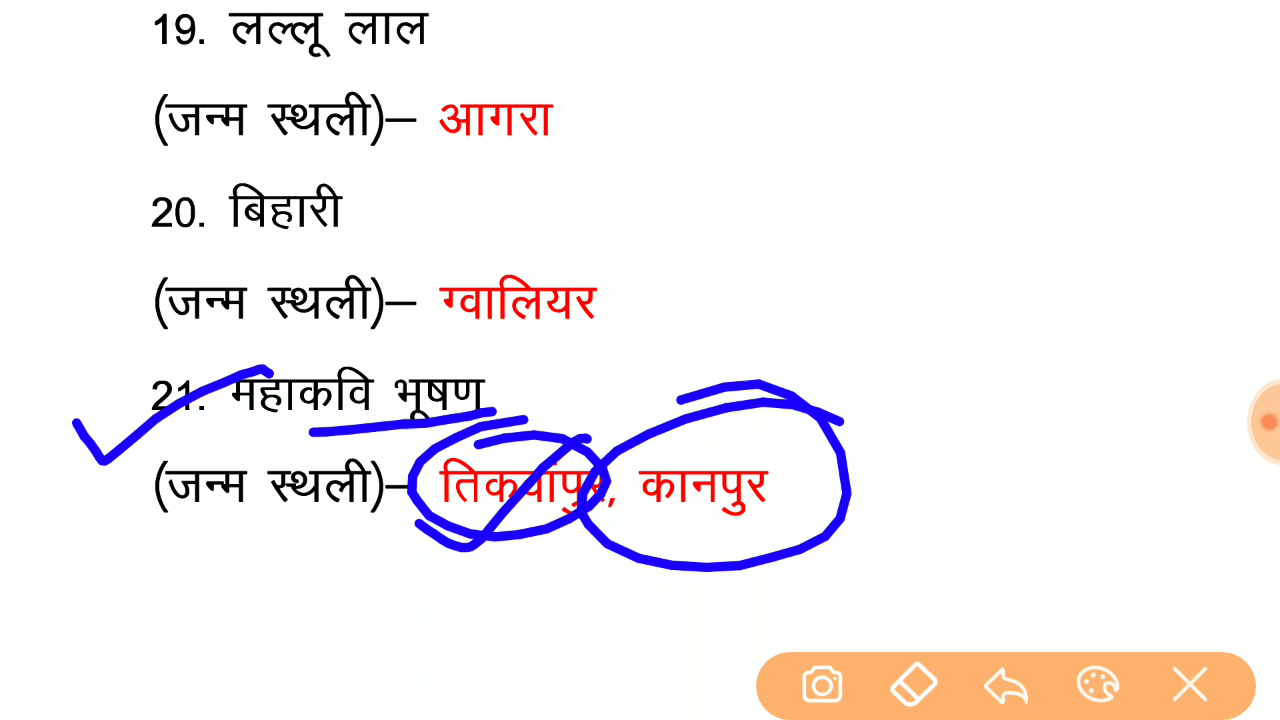 19. लल्लू लाल
(जन्म स्थली)– आगरा
20. बिहारी
(जन्म स्थली)– ग्वालियर
21. महाकवि भूषण
(जन्म स्थली)– तिकवांपुर, कानपुर